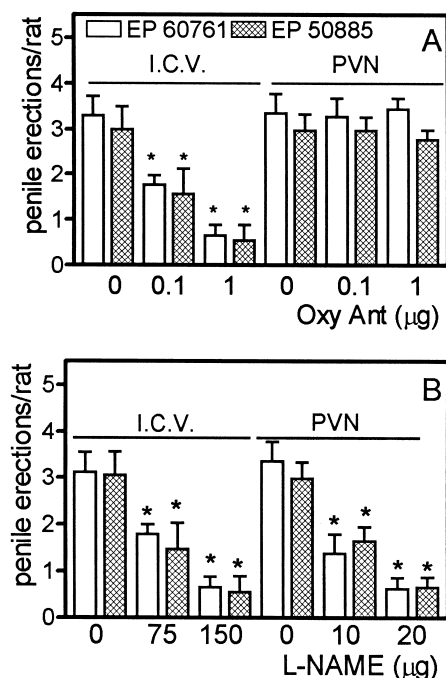 EP 60761 EP 50885 A
I.C.V. PVN
penile erections/rat
5
4
3
2
1
0
* * * *
0 0.1 1 0 0.1 1
Oxy Ant (μg)
B
I.C.V. PVN
penile erections/rat
5
4
3
2
1
0
* * * * * * * *
0 75 150 0 10 20
L-NAME (μg)